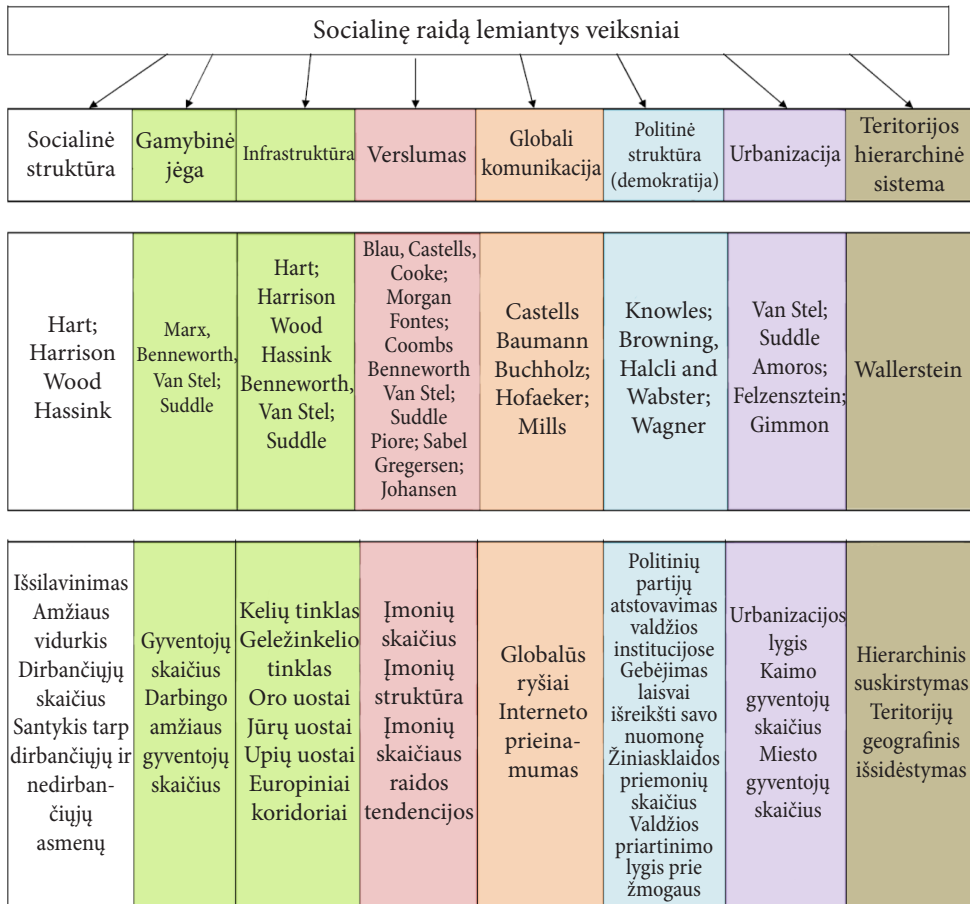 Socialinę raidą lemiantys veiksniai
Socialinė
struktūra
Gamybinė
jėga
Infrastruktūra
Verslumas
Globali
komunikacija
Politinė
struktūra
(demokratija)
Urbanizacija
Teritorijos
hierarchinė
sistema
Hart;
Harrison
Wood
Hassink
Marx,
Benneworth,
Van Stel;
Suddle
Hart;
Harrison
Wood
Hassink
Benneworth,
Van Stel;
Suddle
Blau, Castells,
Cooke;
Morgan
Fontes;
Coombs
Benneworth
Van Stel;
Suddle
Piore; Sabel
Gregersen;
Johansen
Castells
Baumann
Buchholz;
Hofaeker;
Mills
Knowles;
Browning,
Halcli and
Wabster;
Wagner
Van Stel;
Suddle
Amoros;
Felzensztein;
Gimmon
Wallerstein
Išsilavinimas
Amžiaus
vidurkis
Dirbančiųjų
skaičius
Santykis tarp
dirbančiųjų ir
nedirban-
čiųjų
asmenų
Gyventojų
skaičius
Darbingo
amžiaus
gyventojų
skaičius
Kelių tinklas
Geležinkelio
tinklas
Oro uostai
Jūrų uostai
Upių uostai
Europiniai
koridoriai
Įmonių
skaičius
Įmonių
struktūra
Įmonių
skaičiaus
raidos
tendencijos
Globalūs
ryšiai
Interneto
prieina-
mumas
Politinių
partijų
atstovavimas
valdžios
institucijose
Gebėjimas
laisvai
išreikšti savo
nuomonę
Žiniasklaidos
priemonių
skaičius
Valdžios
priartinimo
lygis prie
žmogaus
Urbanizacijos
lygis
Kaimo
gyventojų
skaičius
Miesto
gyventojų
skaičius
Hierarchinis
suskirstymas
Teritorijų
geografinis
išsidėstymas